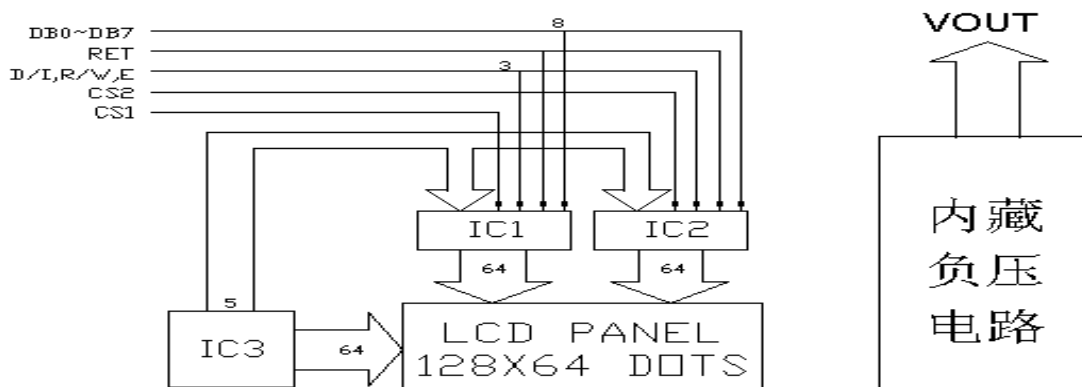 8
DB0~DB7
RET
3
D/I,R/W,E
CS2
CS1
IC1
IC2
64
64
5
IC3
64
LCD PANEL
128X64 DOTS
VOUT
内藏
负压
电路